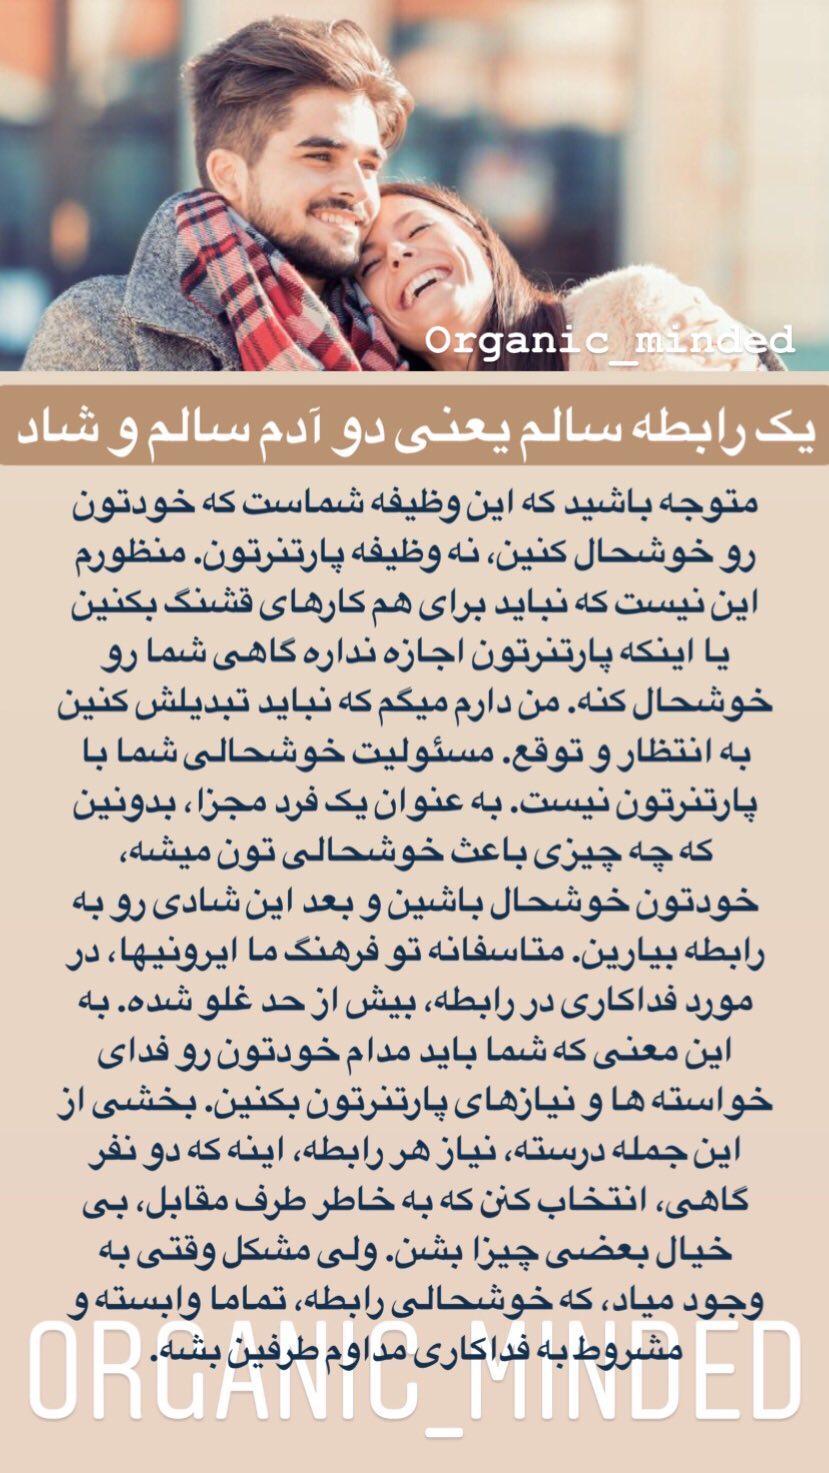 Organic_minded
یک رابطه سالم یعنی دو آدم سالم و شاد
متوجه باشید که این وظیفه شماست که خودتون
رو خوشحال کنین، نه وظیفه پارتنرتون. منظورم
این نیست که نباید برای هم کارهای قشنگ بکنین
یا اینکه پارتنرتون اجازه نداره گاهی شما رو
خوشحال کنه. من دارم میگم که نباید تبدیلش کنین
به انتظار و توقع. مسئولیت خوشحالی شما با
پارتنرتون نیست. به عنوان یک فرد مجزا، بدونین
که چه چیزی باعث خوشحالی تون میشه،
خودتون خوشحال باشین و بعد این شادی رو به
رابطه بیارین. متاسفانه تو فرهنگ ما ایرونیها، در
مورد فداکاری در رابطه، بیش از حد غلو شده. به
این معنی که شما باید مدام خودتون رو فدای
خواسته ها و نیازهای پارتنرتون بکنین. بخشی از
این جمله درسته، نیاز هر رابطه، اینه که دو نفر
گاهی، انتخاب کنن که به خاطر طرف مقابل، بی
خیال بعضی چیزا بشن. ولی مشکل وقتی به
وجود میاد، که خوشحالی رابطه، تماما وابسته و
مشروط به فداکاری مداوم طرفین بشه.
ORGANIC_MINDED